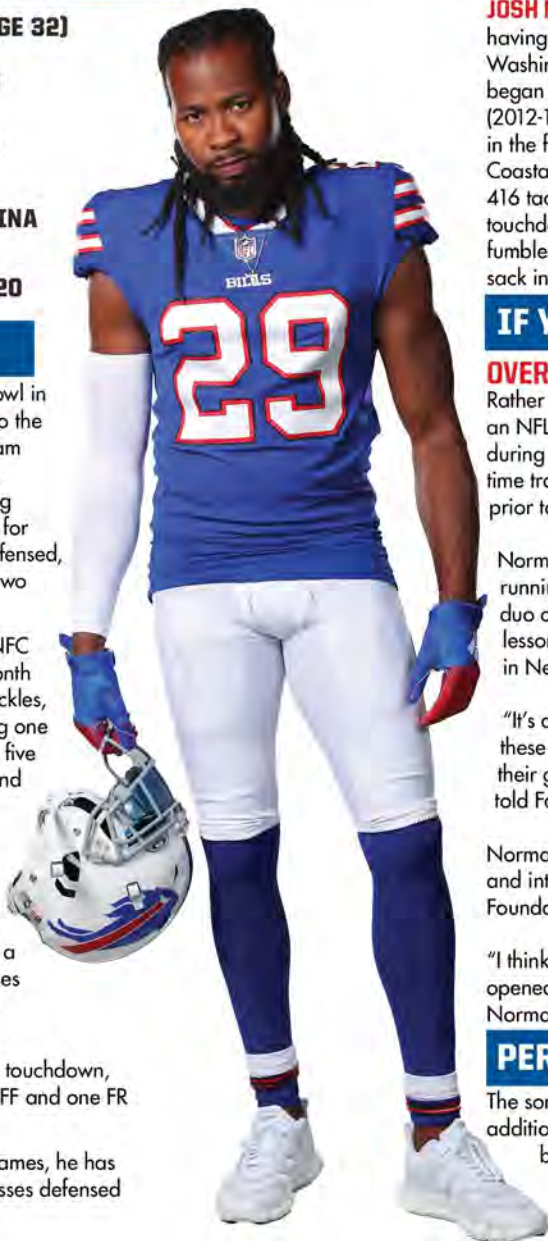 GE 32)
INA
20
owl in
o the
am
g
for
fensed,
wo
NFC
onth
ckles,
g one
five
nd
a
es
touchdown,
FF and one FR
ames, he has
sses defensed
NFL
BILLS
29
JOSH
having
Washin
began
(2012-1
in the f
Coasta
416 tac
touchdo
fumble
sack in
IF Y
OVER
Rather
an NFL
during
time tra
prior to
Norm
running
duo o
lesson
in Ne
"It's a
these
their g
told Fo
Norma
and int
Founda
"I think
opened
Norma
PER
The son
addition
b